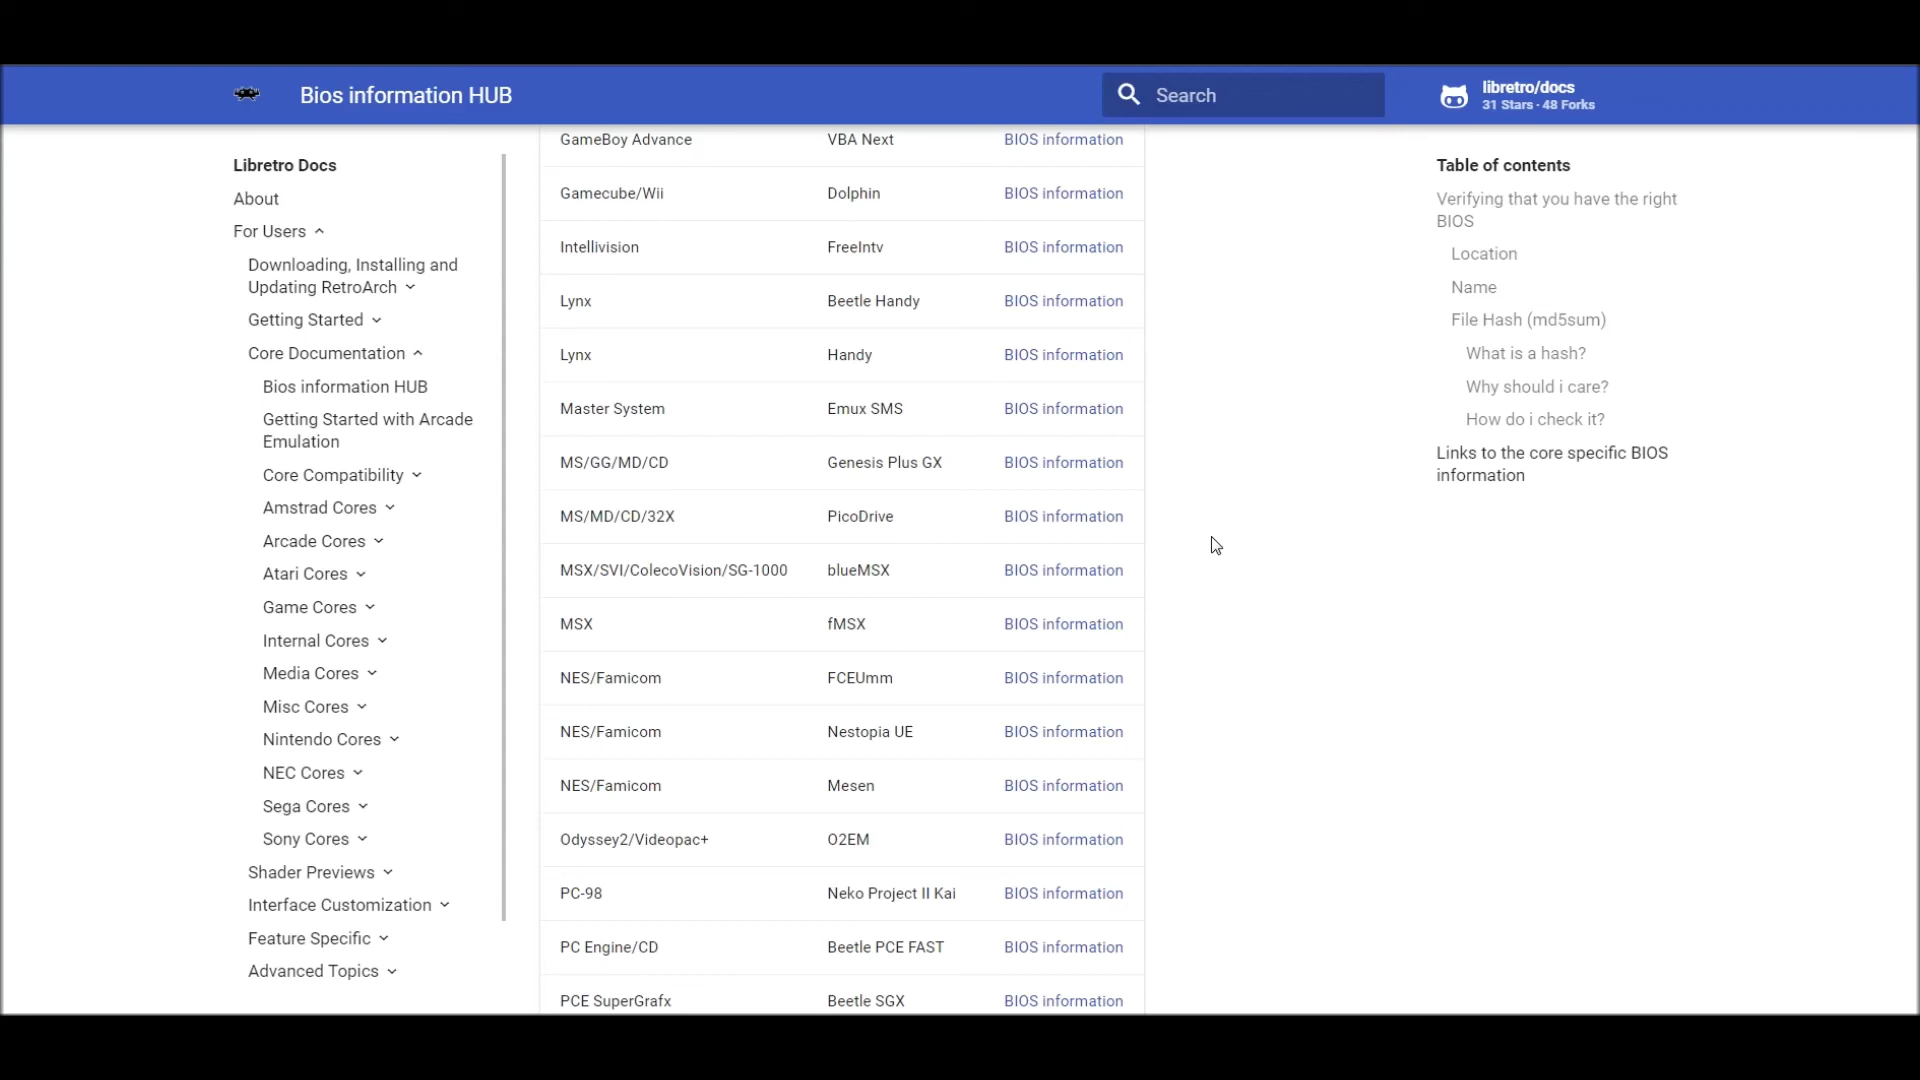 Bios information HUB
Search
libretro/docs
31 Stars · 48 Forks
Libretro Docs
About
For Users
Downloading, Installing and
Updating RetroArch
Getting Started
Core Documentation
Bios information HUB
Getting Started with Arcade
Emulation
Core Compatibility
Amstrad Cores
Arcade Cores
Atari Cores
Game Cores
Internal Cores
Media Cores
Misc Cores
Nintendo Cores
NEC Cores
Sega Cores
Sony Cores
Shader Previews
Interface Customization
Feature Specific
Advanced Topics
GameBoy Advance VBA Next BIOS information
Gamecube/Wii Dolphin BIOS information
Intellivision FreeIntv BIOS information
Lynx Beetle Handy BIOS information
Lynx Handy BIOS information
Master System Emux SMS BIOS information
MS/GG/MD/CD Genesis Plus GX BIOS information
MS/MD/CD/32X PicoDrive BIOS information
MSX/SVI/ColecoVision/SG-1000 blueMSX BIOS information
MSX fMSX BIOS information
NES/Famicom FCEUmm BIOS information
NES/Famicom Nestopia UE BIOS information
NES/Famicom Mesen BIOS information
Odyssey2/Videopac+ O2EM BIOS information
PC-98 Neko Project II Kai BIOS information
PC Engine/CD Beetle PCE FAST BIOS information
PCE SuperGrafx Beetle SGX BIOS information
Table of contents
Verifying that you have the right
BIOS
Location
Name
File Hash (md5sum)
What is a hash?
Why should i care?
How do i check it?
Links to the core specific BIOS
information